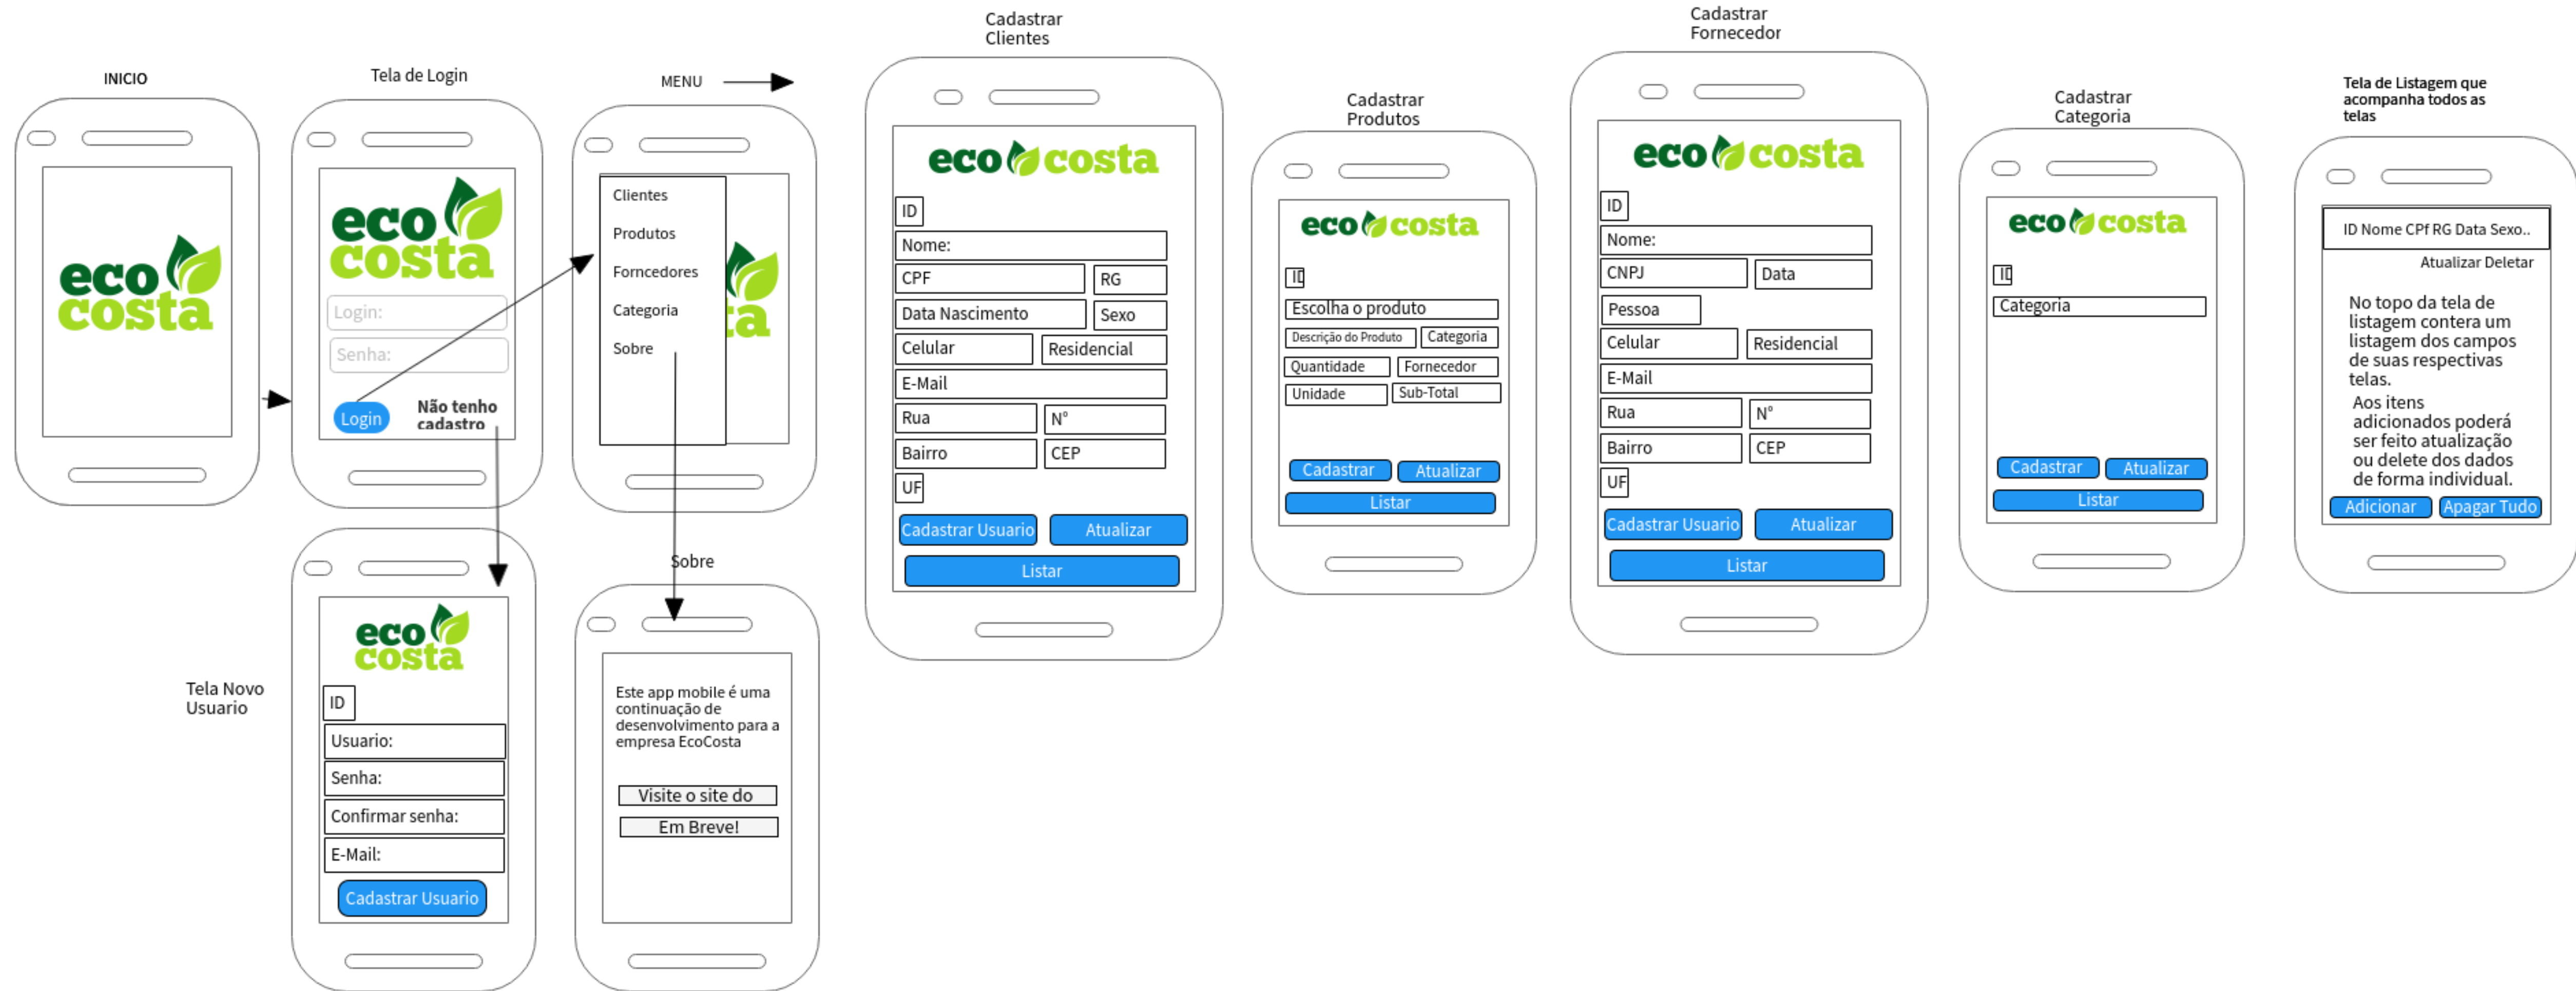 INICIO
eco
costa
Tela de Login
eco
costa
Login:
Senha:
Login
Não tenho
cadastro
MENU
Clientes
Produtos
Forncedores
Categoria
Sobre
ta
Tela Novo
Usuario
eco
costa
ID
Usuario:
Senha:
Confirmar senha:
E-Mail:
Cadastrar Usuario
Sobre
Este app mobile é uma
continuação de
desenvolvimento para a
empresa EcoCosta
Visite o site do
Em Breve!
Cadastrar
Clientes
eco costa
ID
Nome:
CPF
RG
Data Nascimento
Sexo
Celular
Residencial
E-Mail
Rua
N°
Bairro
CEP
UF
Cadastrar Usuario
Atualizar
Listar
Cadastrar
Produtos
eco costa
ID
Escolha o produto
Descrição do Produto
Categoria
Quantidade
Fornecedor
Unidade
Sub-Total
Cadastrar
Atualizar
Listar
Cadastrar
Fornecedor
eco costa
ID
Nome:
CNPJ
Data
Pessoa
Celular
Residencial
E-Mail
Rua
N°
Bairro
CEP
UF
Cadastrar Usuario
Atualizar
Listar
Cadastrar
Categoria
eco costa
ID
Categoria
Cadastrar
Atualizar
Listar
Tela de Listagem que
acompanha todos as
telas
ID Nome CPf RG Data Sexo..
Atualizar Deletar
No topo da tela de
listagem contera um
listagem dos campos
de suas respectivas
telas.
Aos itens
adicionados poderá
ser feito atualização
ou delete dos dados
de forma individual.
Adicionar
Apagar Tudo